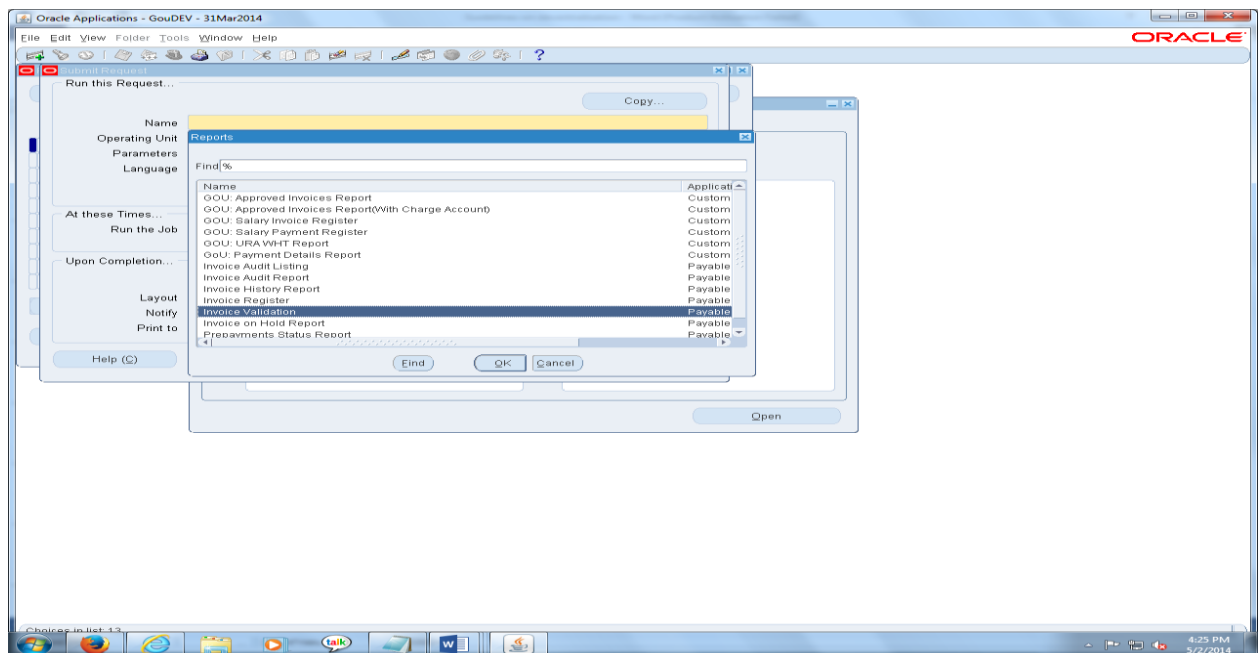 Oracle Applications - GouDEV - 31Mar2014
File Edit View Folder Tools Window Help
ORACLE
Submit Request
Run this Request...
Copy...
Name
Operating Unit
Parameters
Language
At these Times...
Run the Job
Upon Completion...
Layout
Notify
Print to
Help (C)
Reports
Find %
Name Applicati
GOU: Approved Invoices Report Custom
GOU: Approved Invoices Report(With Charge Account) Custom
GOU: Salary Invoice Register Custom
GOU: Salary Payment Register Custom
GOU: URA WHT Report Custom
GoU: Payment Details Report Custom
Invoice Audit Listing Payable
Invoice Audit Report Payable
Invoice History Report Payable
Invoice Register Payable
Invoice Validation Payable
Invoice on Hold Report Payable
Prepayments Status Report Payable
Find OK Cancel
Open
Choices in list: 13
talk
4:25 PM
5/2/2014